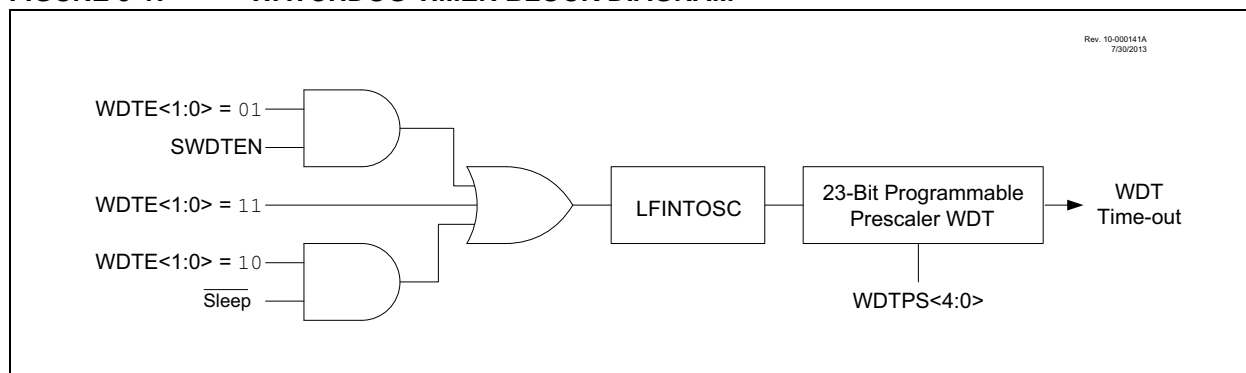 Rev. 10-000141A
7/30/2013
WDTE<1:0> = 01
SWDTEN
WDTE<1:0> = 11
WDTE<1:0> = 10
Sleep
LFINTOSC
23-Bit Programmable
Prescaler WDT
WDT
Time-out
WDTPS<4:0>